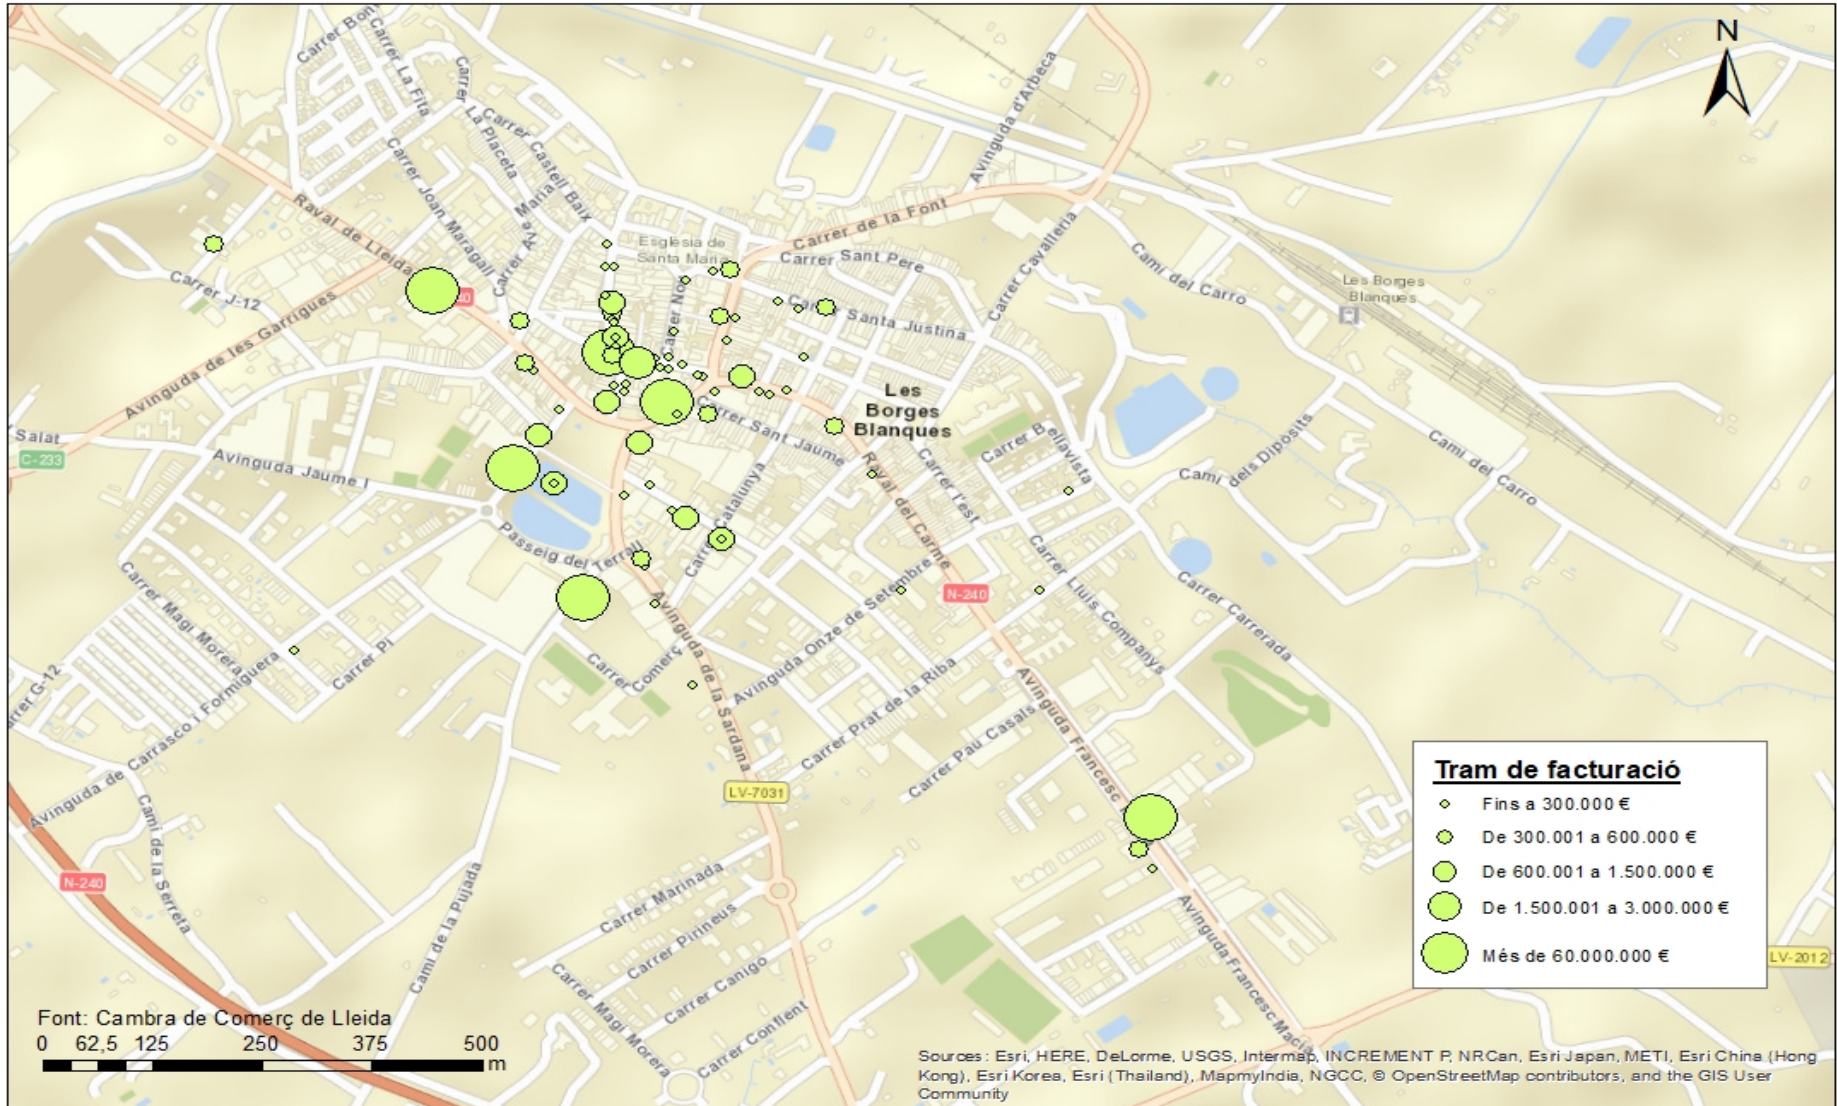 N
Carrer Bon
Carrer La Fita
Carrer La Placeta
Carrer Castell Baix
Carrer Joan Maragall
Maria
Carrer Ave
Raval de Lleida
Avinguda d'Arbeca
Carrer de la Font
Església de
Santa Maria
Carrer Sant Pere
Carrer Cavalleria
Camí del Carro
Les Borges
Blanques
Carrer J-12
Avinguda de les Garrigues
40
Carrer No
Carrer Santa Justina
Les
Borges
Blanques
Carrer Sant Jaume
Salat
C-233
Avinguda Jaume I
Carrer Bellavista
Camí dels Dipòsits
Camí del Carro
Raval del Carme
Carrer l'est
Carrer Catalunya
Passeig del Terrall
Carrer Magí Morera
Carrer Pi
Avinguda Onze de Setembre
N-240
Carrer Lluís Companys
Carrer Carrerada
Carrer Comerç
Avinguda de la Sardana
Carrer Prat de la Riba
Carrer Pau Casals
Avinguda Francesc
arrer G-12
Avinguda de Carrasco i Formiguera
LV-7031
Camí de la Serreta
Camí de la Pujada
N-240
Carrer Marinada
Carrer Pirineus
Carrer Canigo
Carrer Conflent
Carrer Magí Morera
Avinguda Francesc Macià
LV-2012
Tram de facturació
Fins a 300.000 €
De 300.001 a 600.000 €
De 600.001 a 1.500.000 €
De 1.500.001 a 3.000.000 €
Més de 60.000.000 €
Font: Cambra de Comerç de Lleida
0 62,5 125 250 375 500
m
Sources: Esri, HERE, DeLorme, USGS, Intermap, INCREMENT P, NRCan, Esri Japan, METI, Esri China (Hong
Kong), Esri Korea, Esri (Thailand), MapmyIndia, NGCC, © OpenStreetMap contributors, and the GIS User
Community